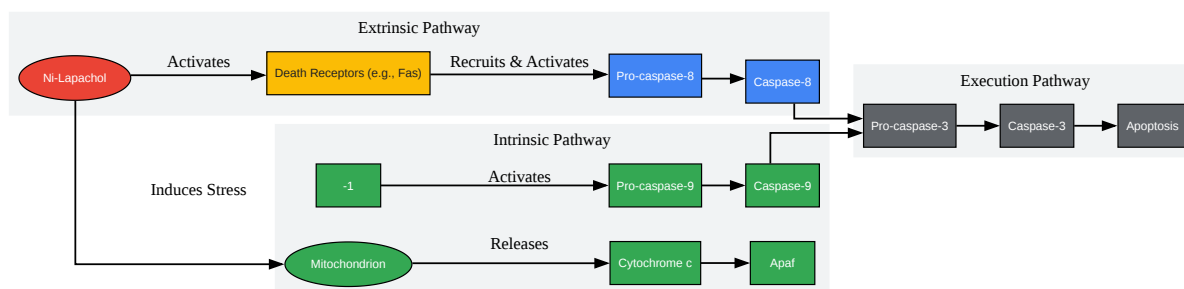 Extrinsic Pathway
Ni-Lapachol
Activates
Death Receptors (e.g., Fas)
Recruits & Activates
Pro-caspase-8
Caspase-8
Execution Pathway
Pro-caspase-3
Caspase-3
Apoptosis
Intrinsic Pathway
Induces Stress
-1
Activates
Pro-caspase-9
Caspase-9
Mitochondrion
Releases
Cytochrome c
Apaf